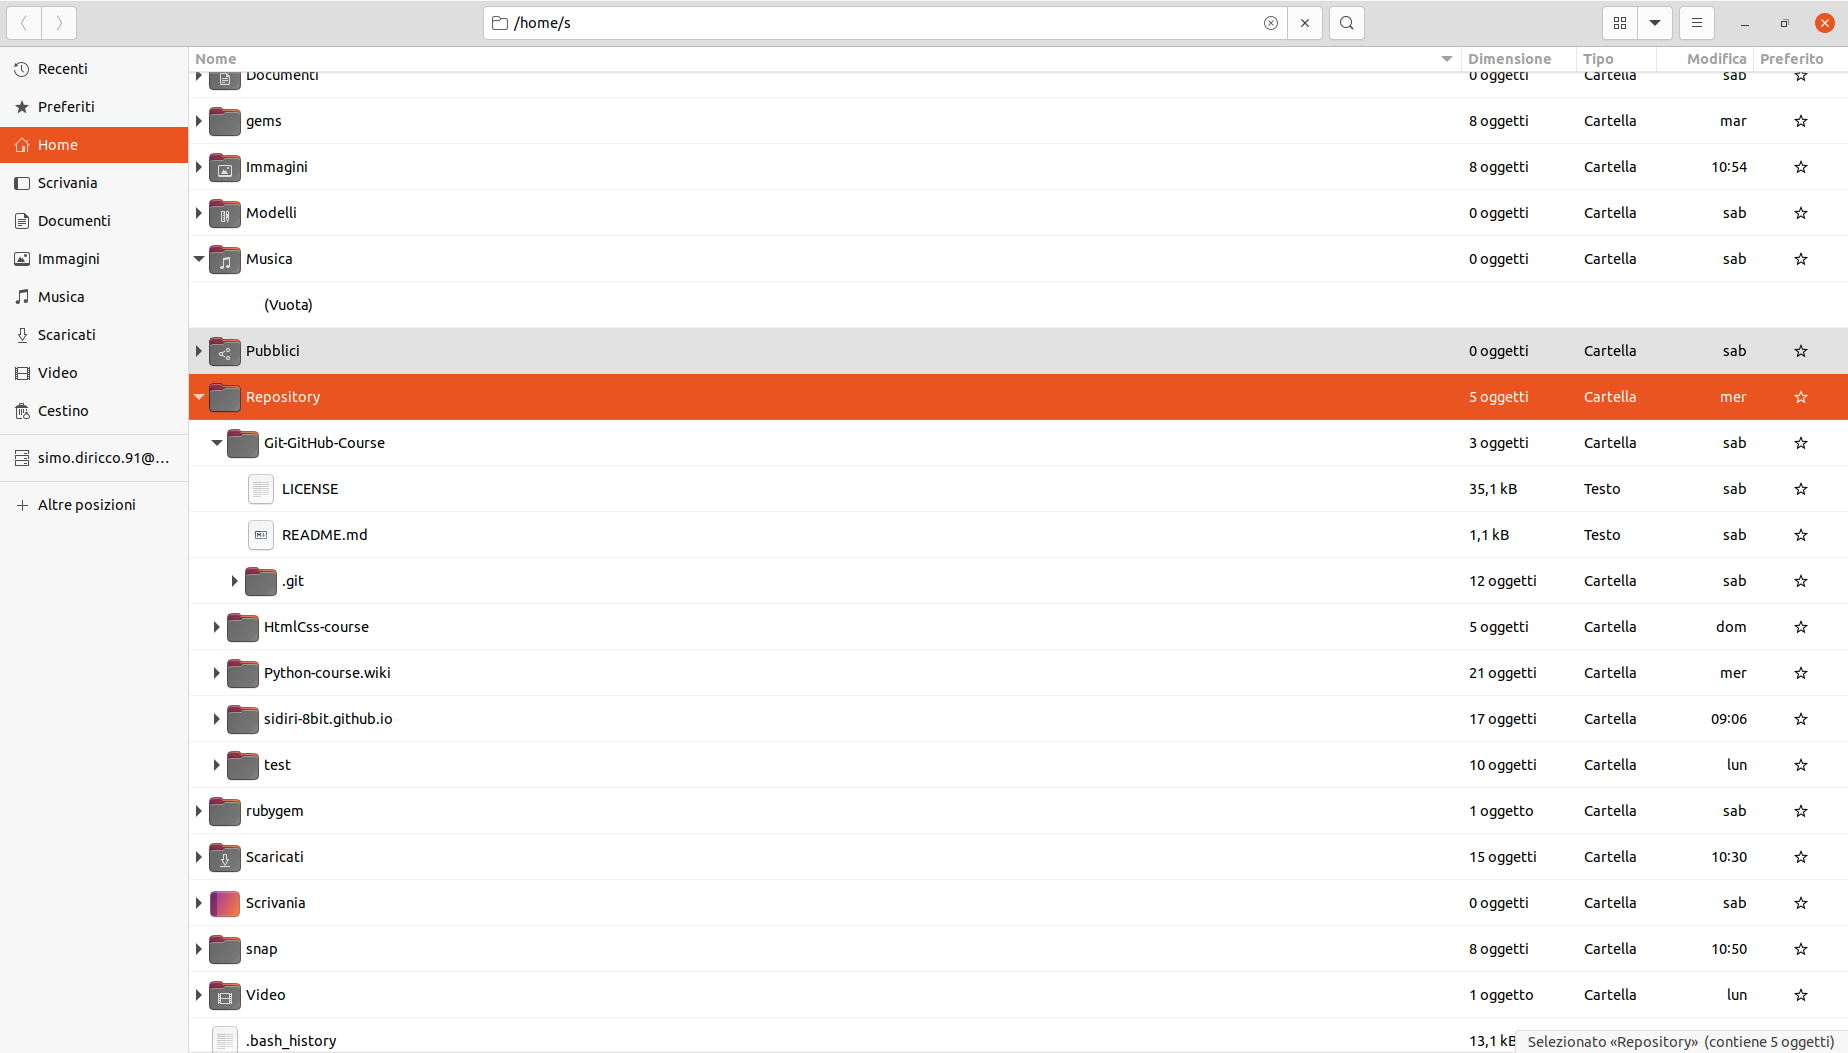 /home/s
Recenti
Preferiti
Home
Scrivania
Documenti
Immagini
Musica
Scaricati
Video
Cestino
simo.diricco.91@...
Altre posizioni
Nome Dimensione Tipo Modifica Preferito
Documenti 0 oggetti Cartella sab
gems 8 oggetti Cartella mar
Immagini 8 oggetti Cartella 10:54
Modelli 0 oggetti Cartella sab
Musica 0 oggetti Cartella sab
(Vuota)
Pubblici 0 oggetti Cartella sab
Repository 5 oggetti Cartella mer
Git-GitHub-Course 3 oggetti Cartella sab
LICENSE 35,1 kB Testo sab
README.md 1,1 kB Testo sab
.git 12 oggetti Cartella sab
HtmlCss-course 5 oggetti Cartella dom
Python-course.wiki 21 oggetti Cartella mer
sidiri-8bit.github.io 17 oggetti Cartella 09:06
test 10 oggetti Cartella lun
rubygem 1 oggetto Cartella sab
Scaricati 15 oggetti Cartella 10:30
Scrivania 0 oggetti Cartella sab
snap 8 oggetti Cartella 10:50
Video 1 oggetto Cartella lun
.bash_history 13,1 kB
Selezionato «Repository» (contiene 5 oggetti)